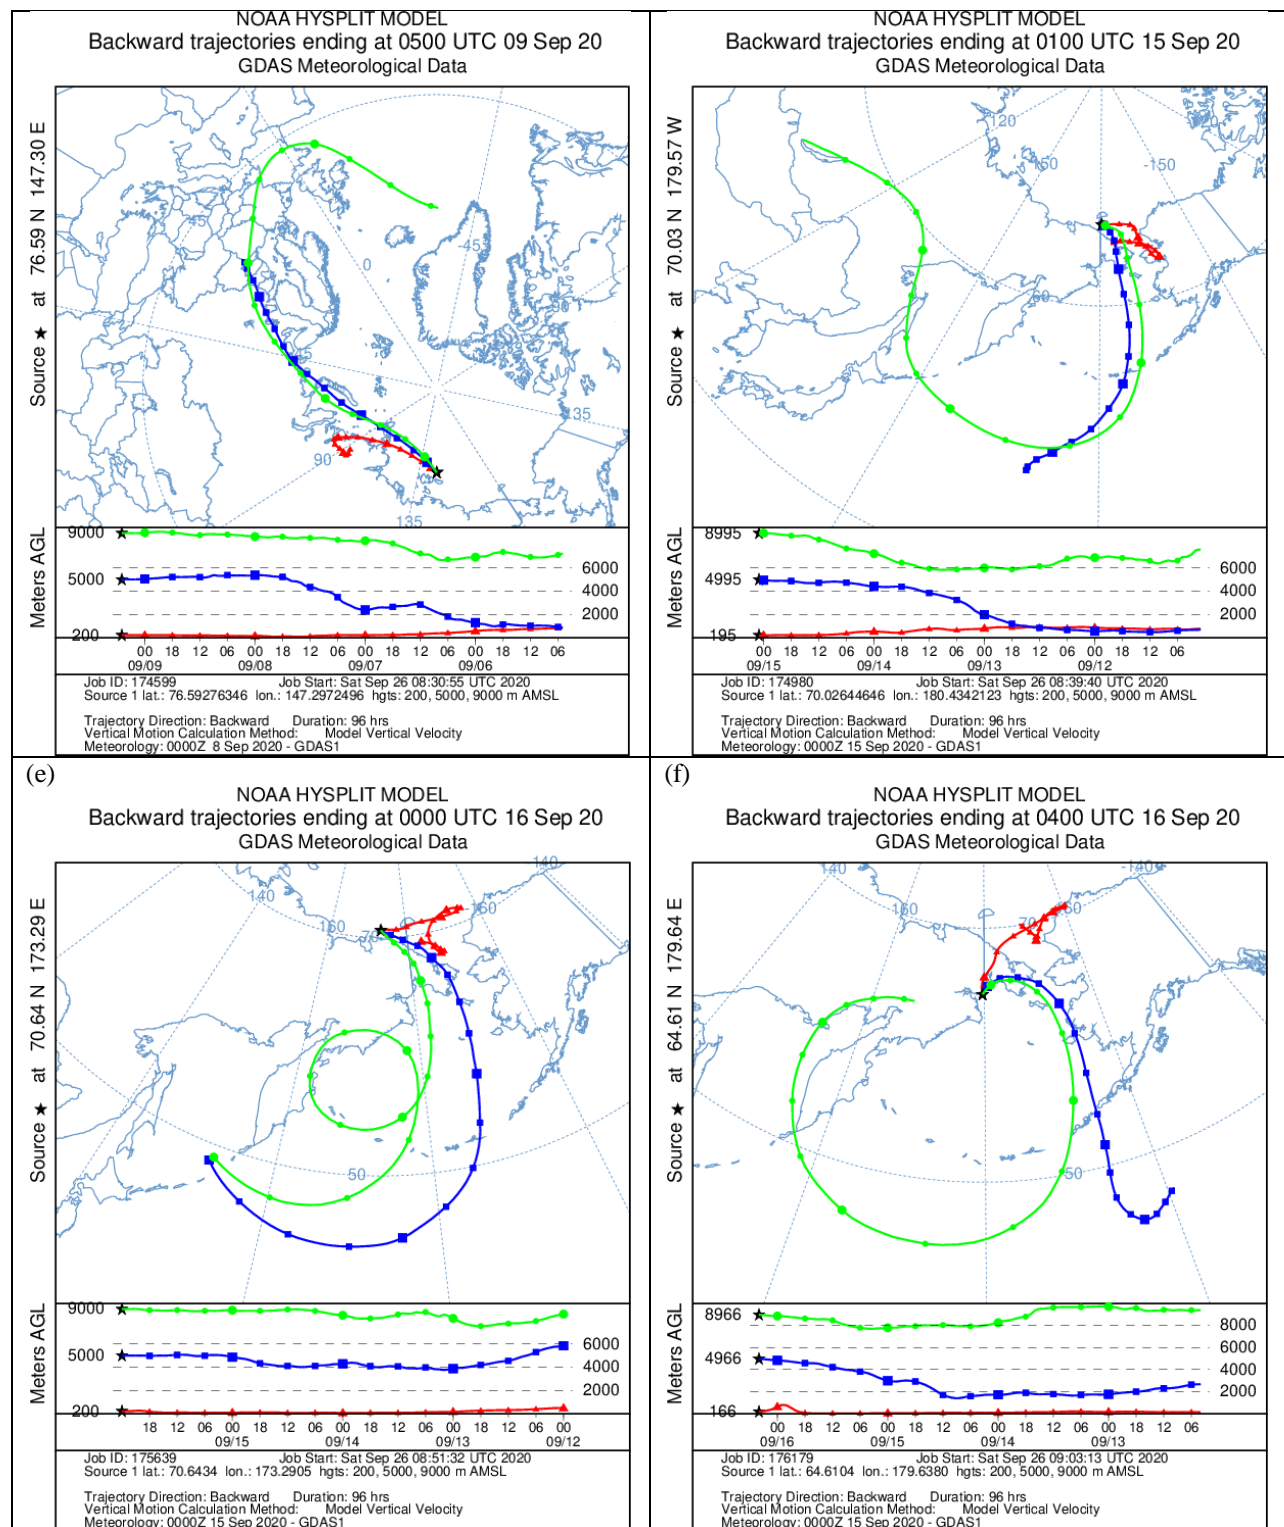 NOAA HYSPLIT MODEL
Backward trajectories ending at 0500 UTC 09 Sep 20
GDAS Meteorological Data
Source ★ at 76.59 N 147.30 E
-45
0
90
135
-135
Meters AGL
9000
5000
200
6000
4000
2000
00 18 12 06 00 18 12 06 00 18 12 06 00 18 12 06
09/09 09/08 09/07 09/06
Job ID: 174599 Job Start: Sat Sep 26 08:30:55 UTC 2020
Source 1 lat.: 76.59276346 lon.: 147.2972496 hgts: 200, 5000, 9000 m AMSL
Trajectory Direction: Backward Duration: 96 hrs
Vertical Motion Calculation Method: Model Vertical Velocity
Meteorology: 0000Z 8 Sep 2020 - GDAS1
NOAA HYSPLIT MODEL
Backward trajectories ending at 0100 UTC 15 Sep 20
GDAS Meteorological Data
Source ★ at 70.03 N 179.57 W
120
150
-150
60
Meters AGL
8995
4995
195
6000
4000
2000
00 18 12 06 00 18 12 06 00 18 12 06 00 18 12 06
09/15 09/14 09/13 09/12
Job ID: 174980 Job Start: Sat Sep 26 08:39:40 UTC 2020
Source 1 lat.: 70.02644646 lon.: 180.4342123 hgts: 200, 5000, 9000 m AMSL
Trajectory Direction: Backward Duration: 96 hrs
Vertical Motion Calculation Method: Model Vertical Velocity
Meteorology: 0000Z 15 Sep 2020 - GDAS1
(e)
NOAA HYSPLIT MODEL
Backward trajectories ending at 0000 UTC 16 Sep 20
GDAS Meteorological Data
Source ★ at 70.64 N 173.29 E
-140
140
160
70
50
Meters AGL
9000
5000
200
6000
4000
2000
18 12 06 00 18 12 06 00 18 12 06 00 18 12 06 00
09/15 09/14 09/13 09/12
Job ID: 175639 Job Start: Sat Sep 26 08:51:32 UTC 2020
Source 1 lat.: 70.6434 lon.: 173.2905 hgts: 200, 5000, 9000 m AMSL
Trajectory Direction: Backward Duration: 96 hrs
Vertical Motion Calculation Method: Model Vertical Velocity
Meteorology: 0000Z 15 Sep 2020 - GDAS1
(f)
NOAA HYSPLIT MODEL
Backward trajectories ending at 0400 UTC 16 Sep 20
GDAS Meteorological Data
Source ★ at 64.61 N 179.64 E
140
-140
160
70
50
Meters AGL
8966
4966
166
8000
6000
4000
2000
00 18 12 06 00 18 12 06 00 18 12 06 00 18 12 06
09/16 09/15 09/14 09/13
Job ID: 176179 Job Start: Sat Sep 26 09:03:13 UTC 2020
Source 1 lat.: 64.6104 lon.: 179.6380 hgts: 200, 5000, 9000 m AMSL
Trajectory Direction: Backward Duration: 96 hrs
Vertical Motion Calculation Method: Model Vertical Velocity
Meteorology: 0000Z 15 Sep 2020 - GDAS1